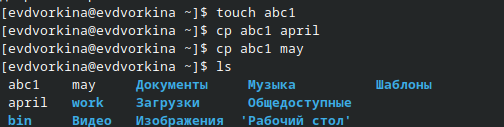 [evdvorkina@evdvorkina ~]$ touch abc1
[evdvorkina@evdvorkina ~]$ cp abc1 april
[evdvorkina@evdvorkina ~]$ cp abc1 may
[evdvorkina@evdvorkina ~]$ ls
abc1 may Документы Музыка Шаблоны
april work Загрузки Общедоступные
bin Видео Изображения 'Рабочий стол'